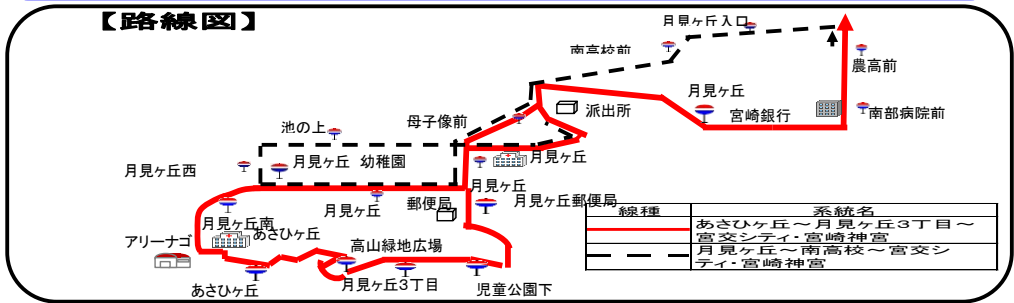 【路線図】
月見ヶ丘入口
南高校前
農高前
月見ヶ丘
派出所
宮崎銀行
南部病院前
母子像前
池の上
月見ヶ丘西
月見ヶ丘 幼稚園
月見ヶ丘
月見ヶ丘
月見ヶ丘
郵便局
月見ヶ丘郵便局
月見ヶ丘南
アリーナゴ
あさひヶ丘
高山緑地広場
あさひヶ丘
月見ヶ丘3丁目
児童公園下
線種 系統名
あさひヶ丘～月見ヶ丘3丁目～
宮交シティ・宮崎神宮
月見ヶ丘～南高校～宮交シ
ティ・宮崎神宮